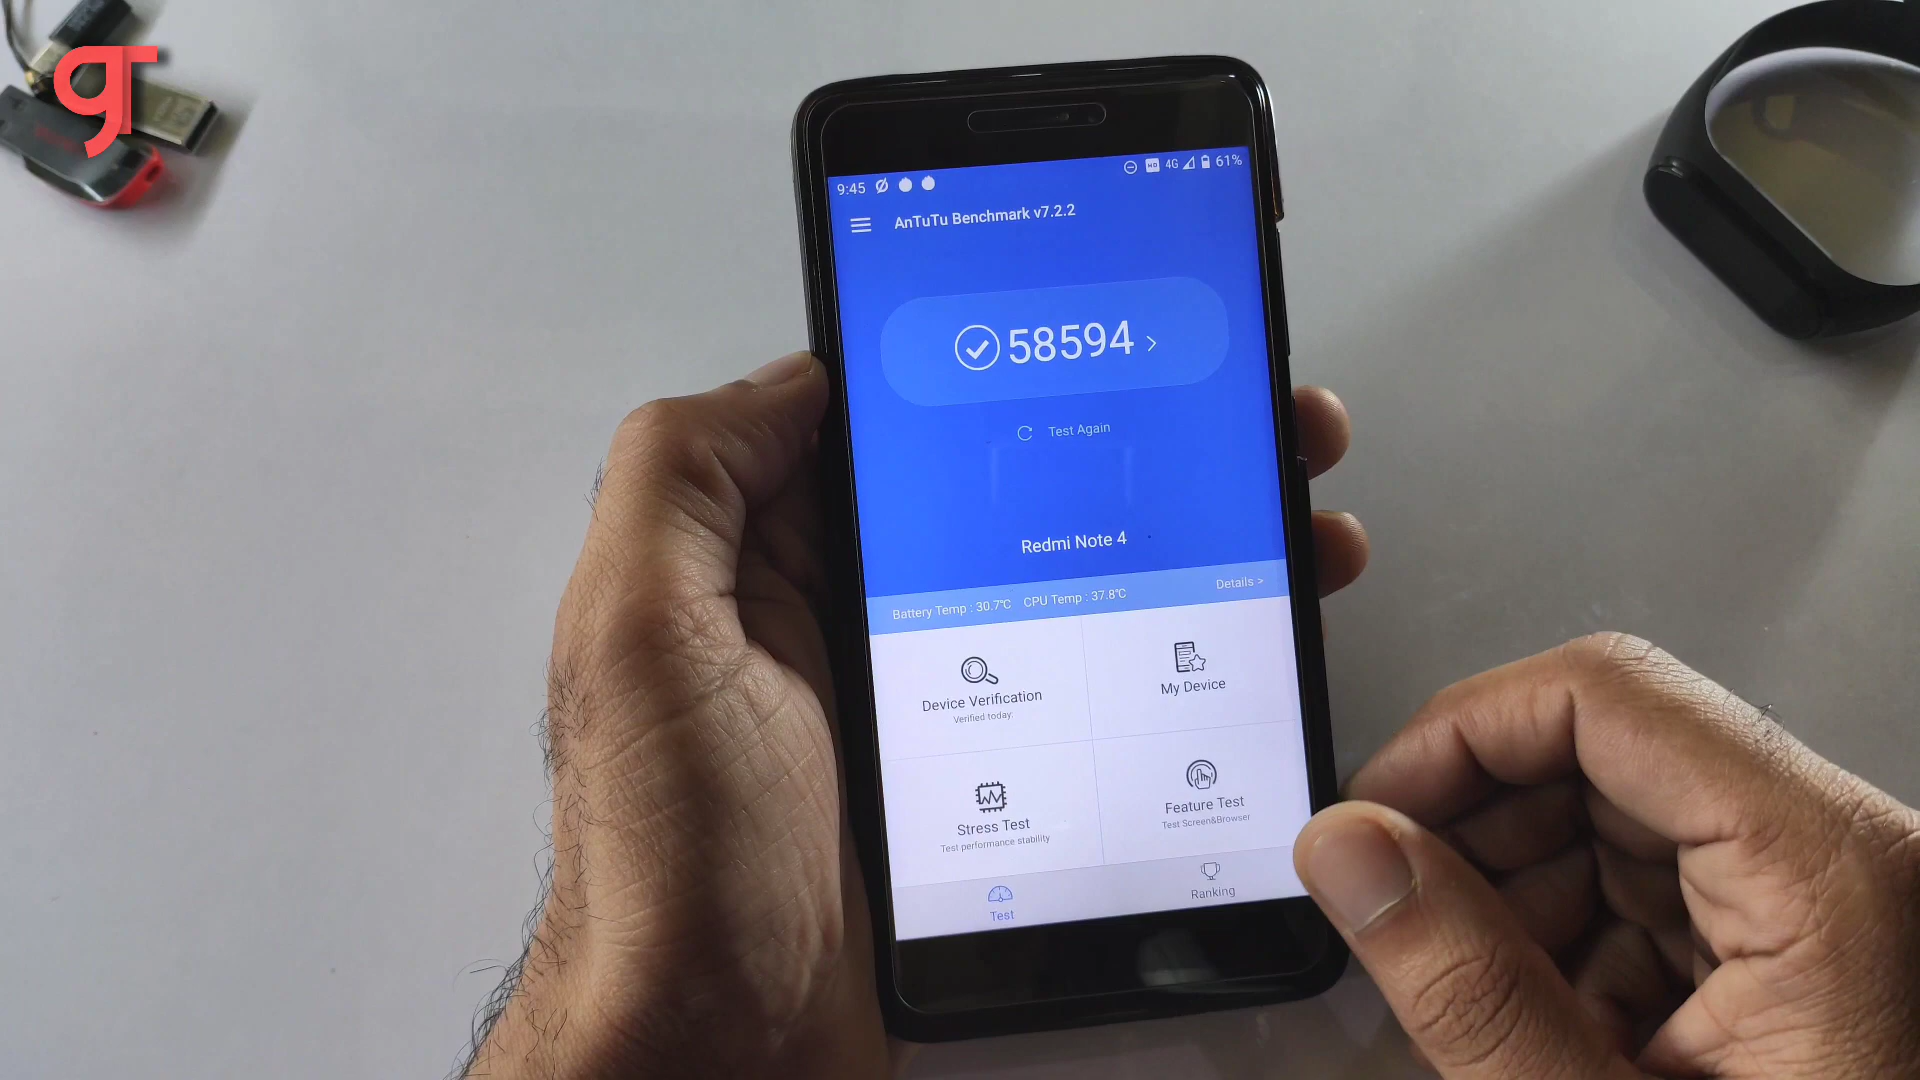 gT
9:45 HD 4G 61%
AnTuTu Benchmark v7.2.2
58594 >
Test Again
Redmi Note 4
Battery Temp : 30.7℃ CPU Temp : 37.8℃ Details >
Device Verification
Verified today:
My Device
Stress Test
Test performance stability
Feature Test
Test Screen&Browser
Test
Ranking